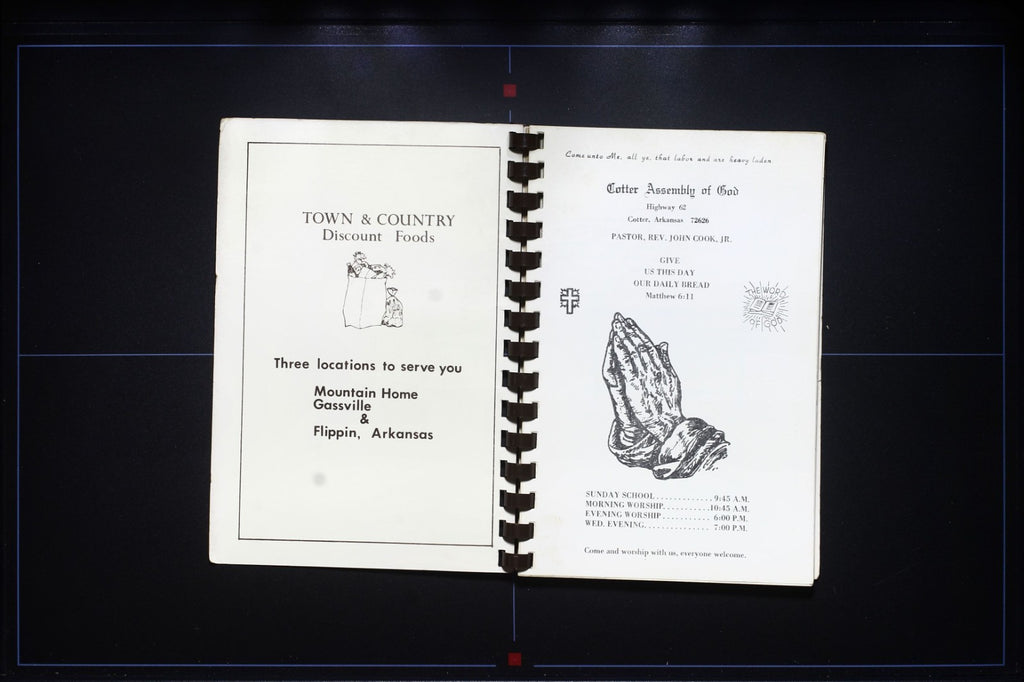 TOWN & COUNTRY
Discount Foods
Three locations to serve you
Mountain Home
Gassville
&
Flippin, Arkansas
Come unto Me, all ye, that labor and are heavy laden
Cotter Assembly of God
Highway 62
Cotter, Arkansas 72626
PASTOR, REV. JOHN COOK, JR.
GIVE
US THIS DAY
OUR DAILY BREAD
Matthew 6:11
THE WORD
OF GOD
SUNDAY SCHOOL............ 9:45 A.M.
MORNING WORSHIP..........10:45 A.M.
EVENING WORSHIP.......... 6:00 P.M.
WED. EVENING............. 7:00 P.M.
Come and worship with us, everyone welcome.